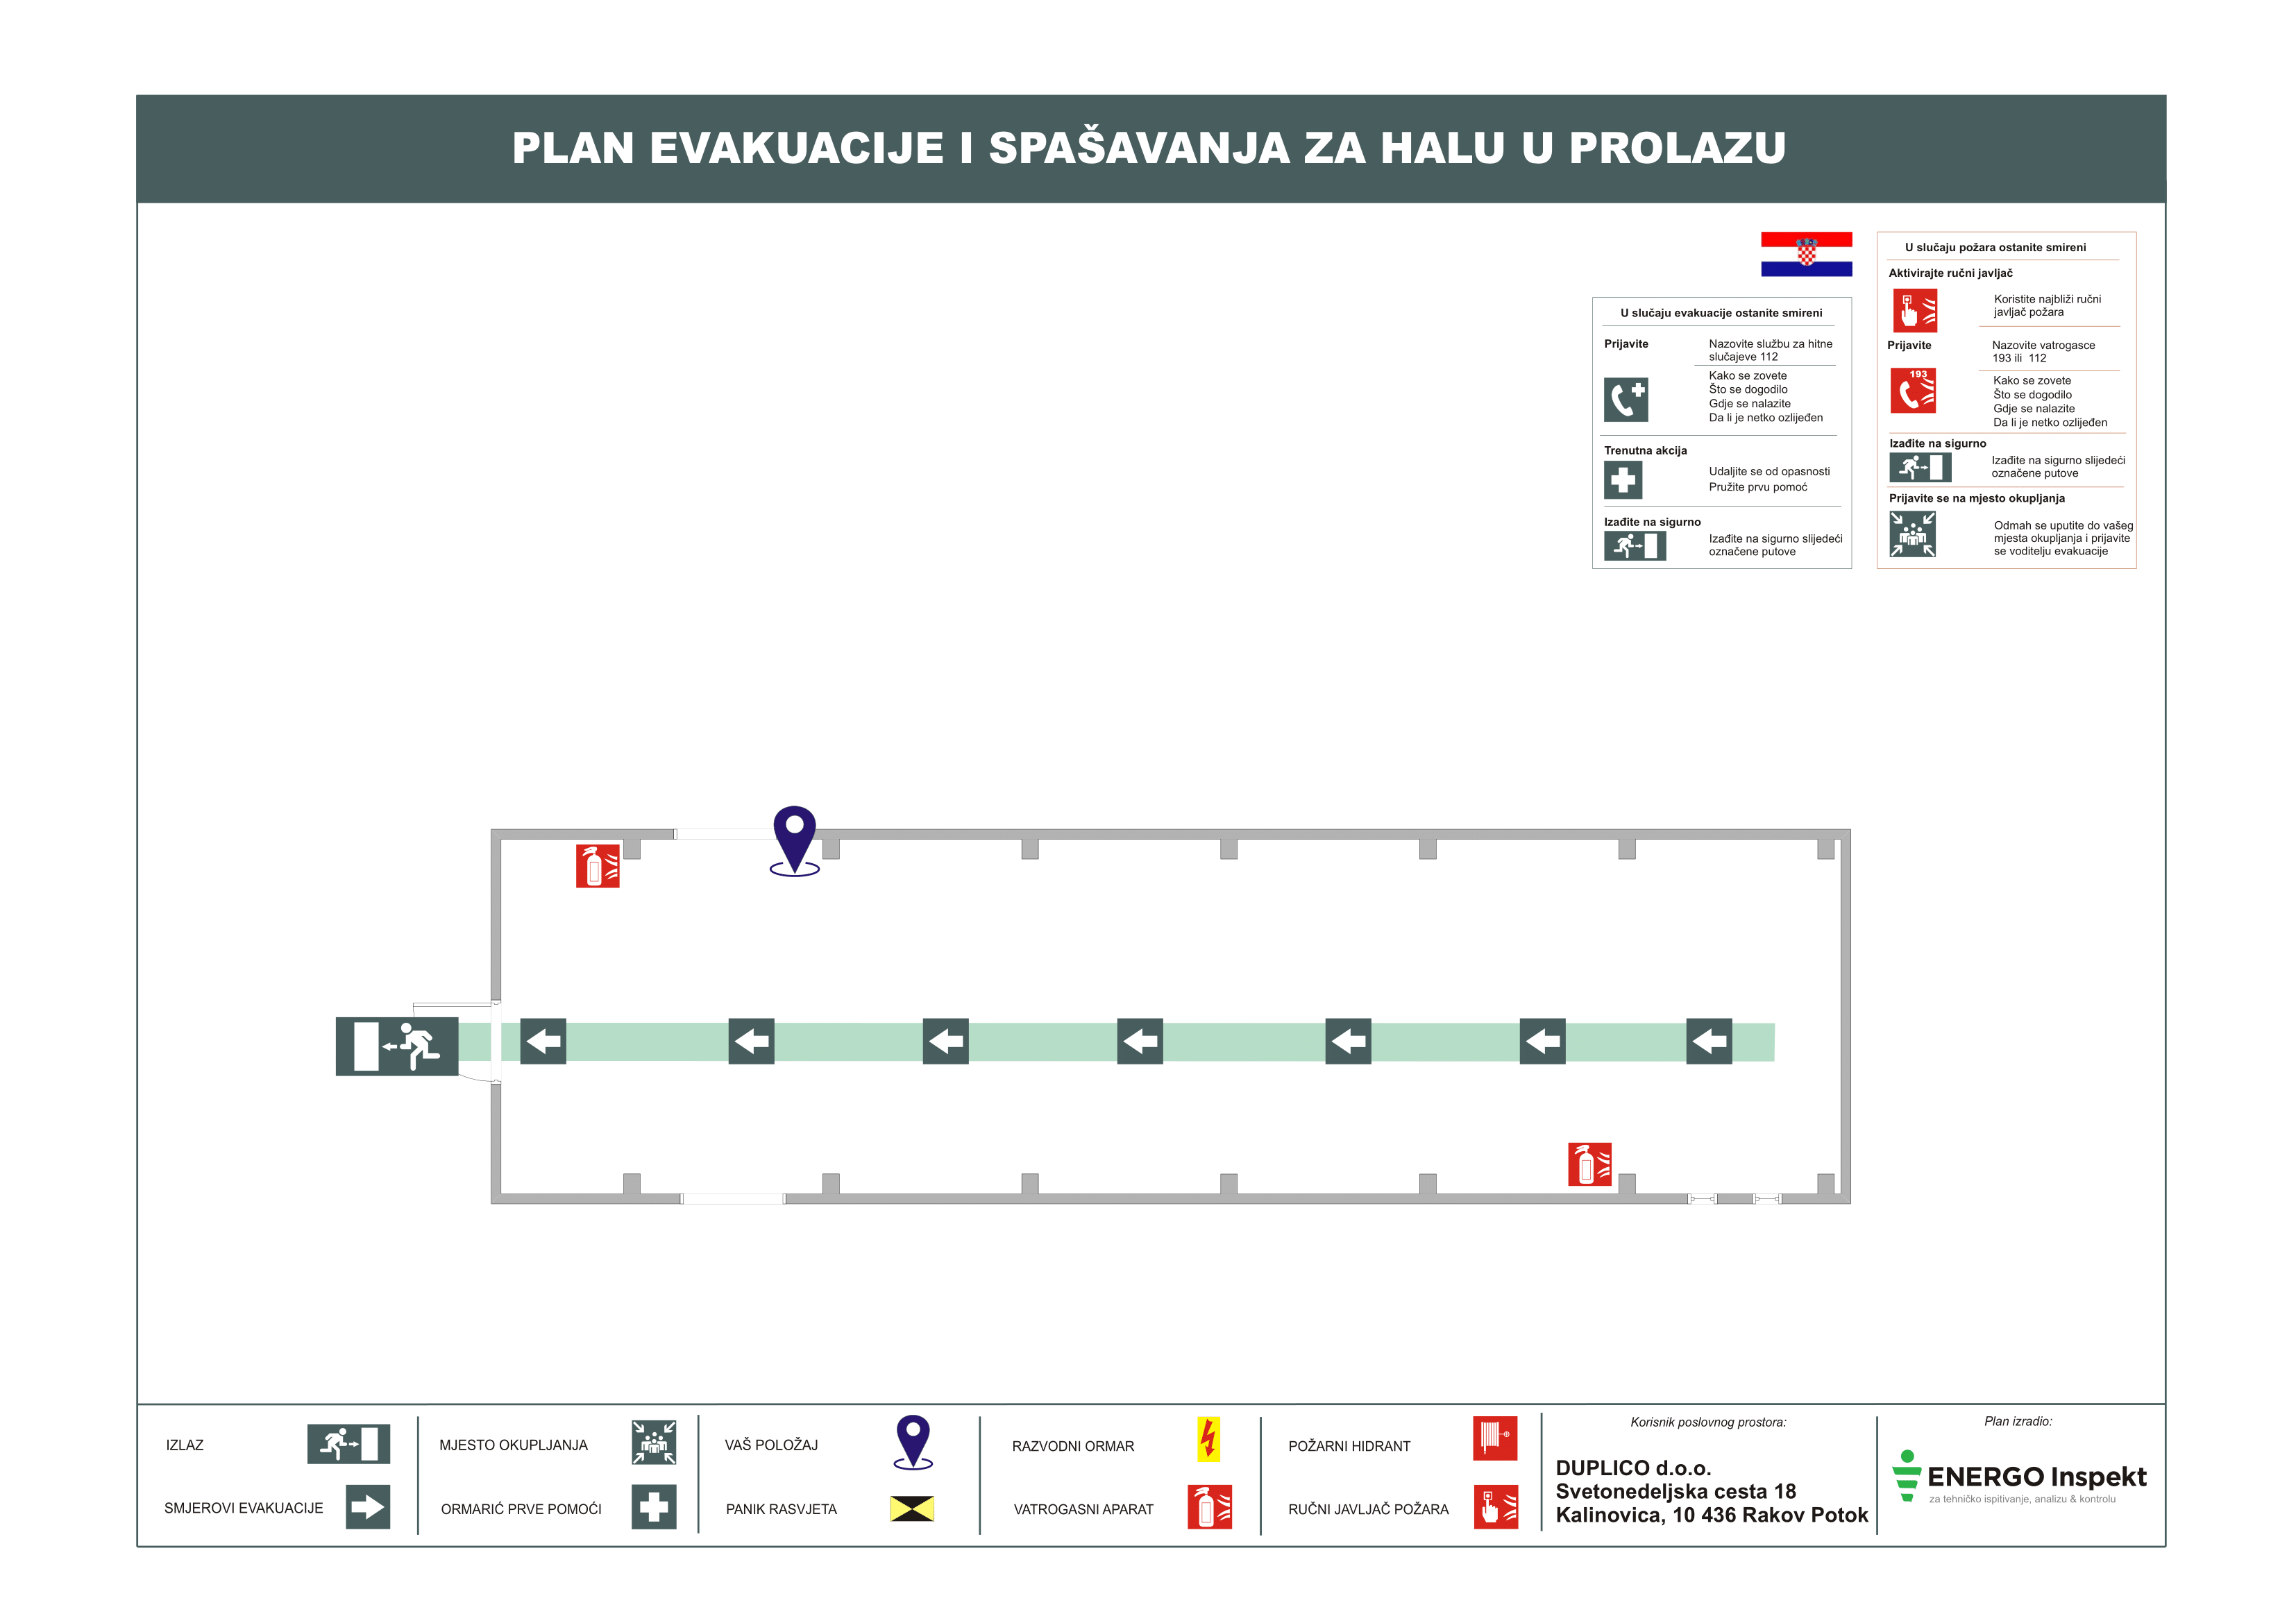 PLAN EVAKUACIJE I SPAŠAVANJA ZA HALU U PROLAZU
U slučaju evakuacije ostanite smireni
Prijavite
Nazovite službu za hitne
slučajeve 112
Kako se zovete
Što se dogodilo
Gdje se nalazite
Da li je netko ozlijeđen
Trenutna akcija
Udaljite se od opasnosti
Pružite prvu pomoć
Izađite na sigurno
Izađite na sigurno slijedeći
označene putove
U slučaju požara ostanite smireni
Aktivirajte ručni javljač
Koristite najbliži ručni
javljač požara
Prijavite
Nazovite vatrogasce
193 ili 112
193
Kako se zovete
Što se dogodilo
Gdje se nalazite
Da li je netko ozlijeđen
Izađite na sigurno
Izađite na sigurno slijedeći
označene putove
Prijavite se na mjesto okupljanja
Odmah se uputite do vašeg
mjesta okupljanja i prijavite
se voditelju evakuacije
IZLAZ
SMJEROVI EVAKUACIJE
MJESTO OKUPLJANJA
ORMARIĆ PRVE POMOĆI
VAŠ POLOŽAJ
PANIK RASVJETA
RAZVODNI ORMAR
VATROGASNI APARAT
POŽARNI HIDRANT
RUČNI JAVLJAČ POŽARA
Korisnik poslovnog prostora:
DUPLICO d.o.o.
Svetonedeljska cesta 18
Kalinovica, 10 436 Rakov Potok
Plan izradio:
ENERGO Inspekt
za tehničko ispitivanje, analizu & kontrolu